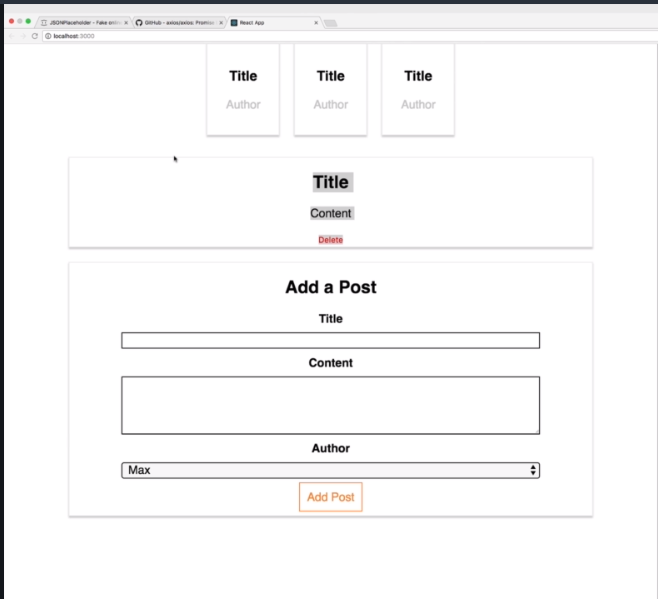 JSONPlaceholder - Fake onlin
GitHub - axios/axios: Promise
React App
localhost:3000
Title Title Title
Author Author Author
Title
Content
Delete
Add a Post
Title
Content
Author
Max
Add Post